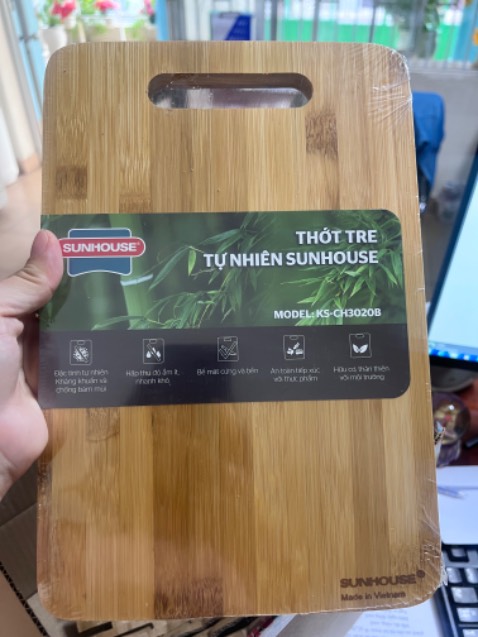 SUNHOUSE®
THỚT TRE
TỰ NHIÊN SUNHOUSE
MODEL: KS-CH3020B
Đặc tính tự nhiên
Kháng khuẩn và
chống bám mùi
Hấp thụ độ ẩm ít,
nhanh khô
Bề mặt cứng và bền
An toàn tiếp xúc
với thực phẩm
Hữu cơ, thân thiện
với môi trường
SUNHOUSE®
Made in Vietnam